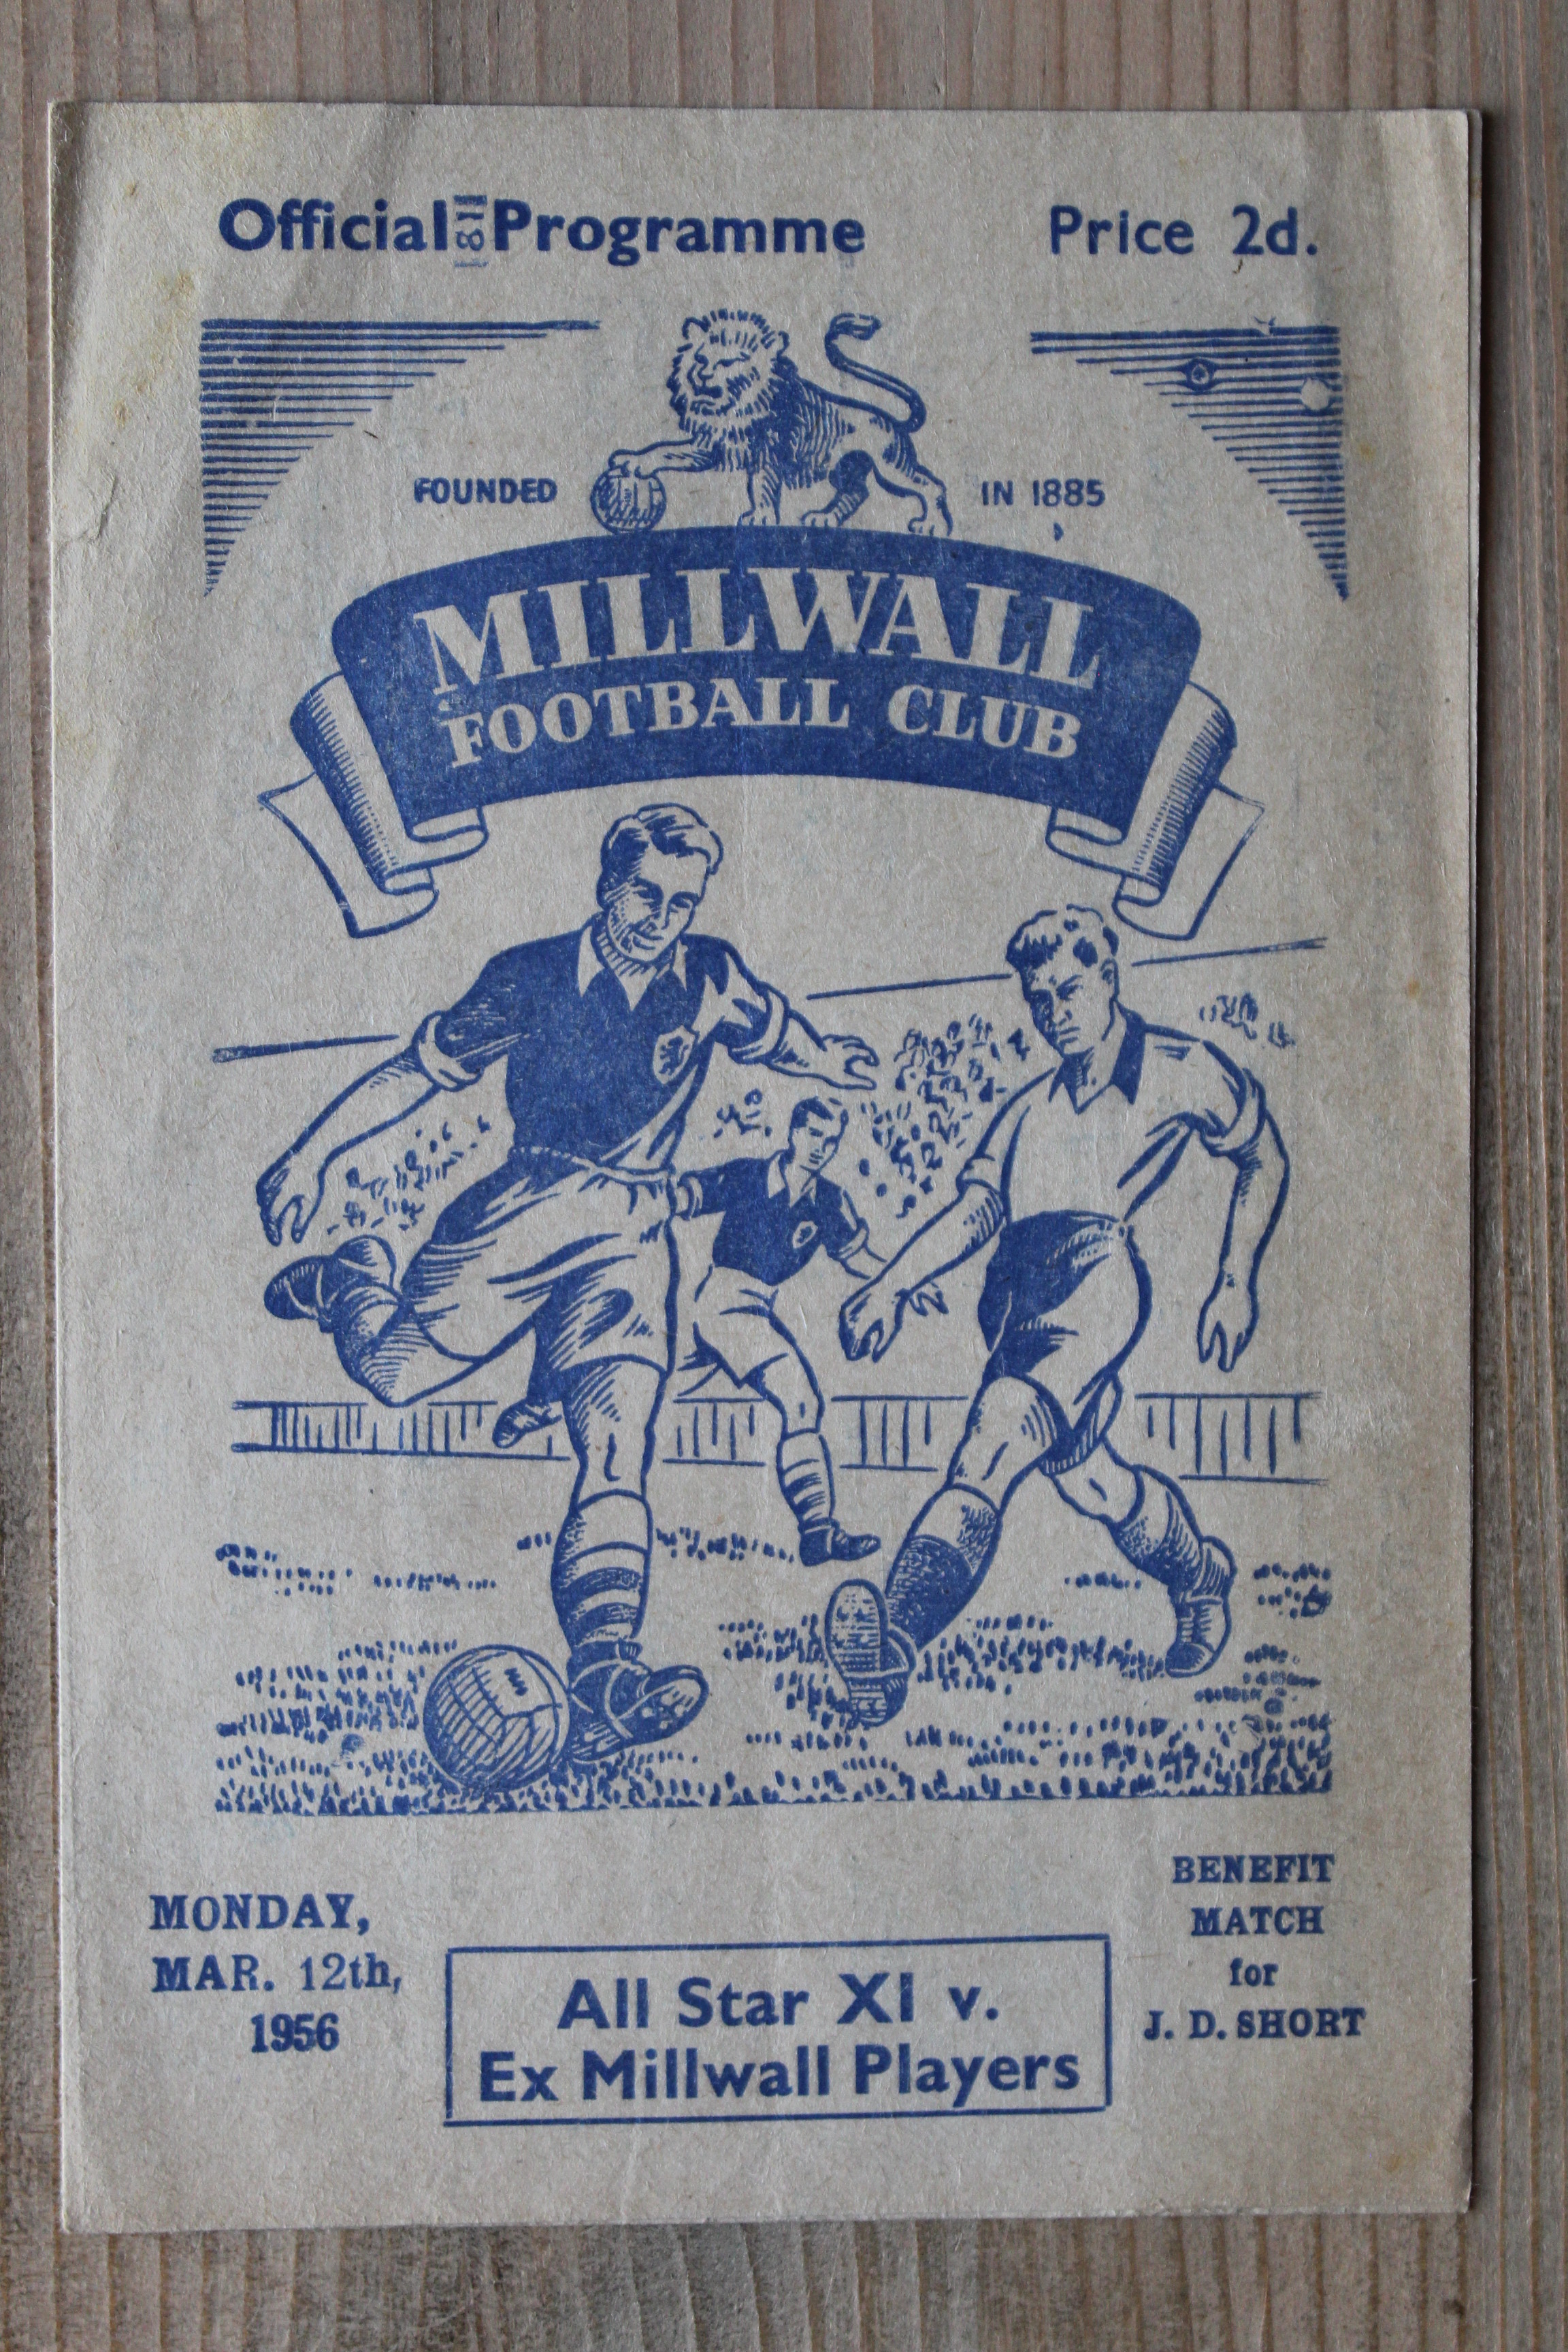 Official Programme Price 2d.
FOUNDED IN 1885
MILLWALL
FOOTBALL CLUB
MONDAY,
MAR. 12th,
1956
All Star XI v.
Ex Millwall Players
BENEFIT
MATCH
for
J. D. SHORT